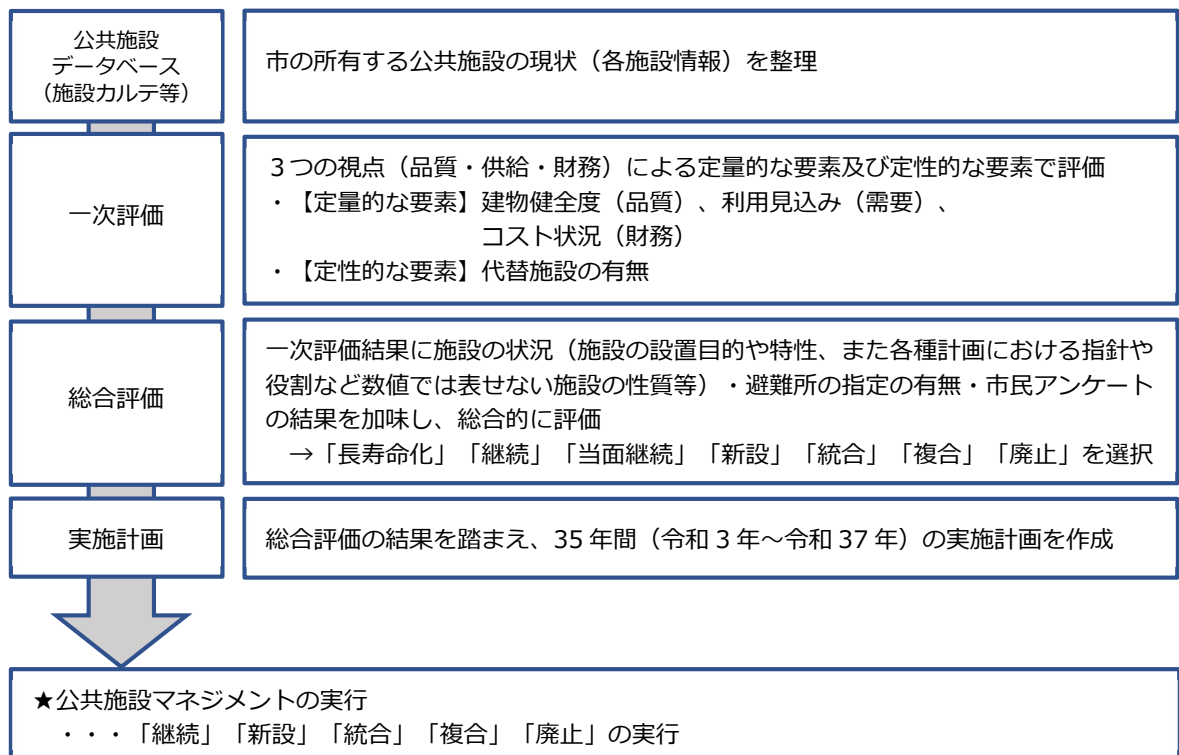 公共施設
データベース
（施設カルテ等）
市の所有する公共施設の現状（各施設情報）を整理
一次評価
３つの視点（品質・供給・財務）による定量的な要素及び定性的な要素で評価
・【定量的な要素】建物健全度（品質）、利用見込み（需要）、
コスト状況（財務）
・【定性的な要素】代替施設の有無
総合評価
一次評価結果に施設の状況（施設の設置目的や特性、また各種計画における指針や
役割など数値では表せない施設の性質等）・避難所の指定の有無・市民アンケート
の結果を加味し、総合的に評価
→「長寿命化」「継続」「当面継続」「新設」「統合」「複合」「廃止」を選択
実施計画
総合評価の結果を踏まえ、35 年間（令和 3 年～令和 37 年）の実施計画を作成
★公共施設マネジメントの実行
・・・「継続」「新設」「統合」「複合」「廃止」の実行